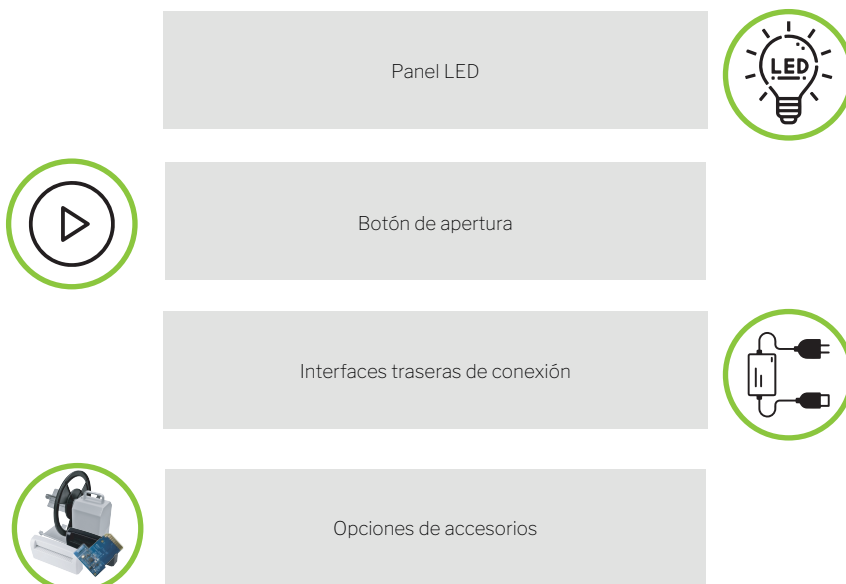 Panel LED
LED
Botón de apertura
Interfaces traseras de conexión
Opciones de accesorios